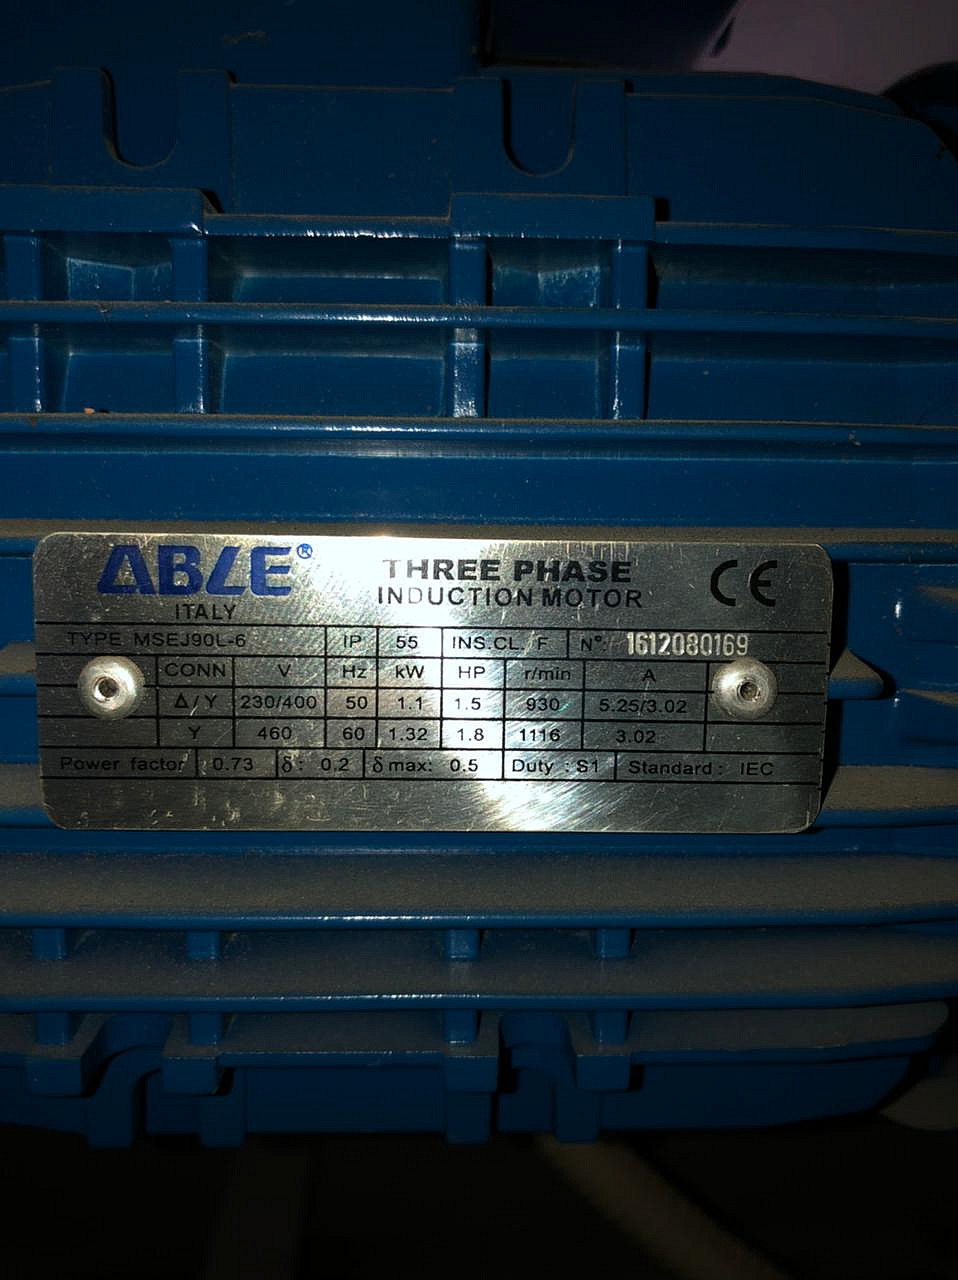 ABLE®
ITALY
THREE PHASE
INDUCTION MOTOR
CE
TYPE MSEJ90L-6 IP 55 INS.CL. F N°: 1612080169
CONN V Hz kW HP r/min A
Δ/Y 230/400 50 1.1 1.5 930 5.25/3.02
Y 460 60 1.32 1.8 1116 3.02
Power factor 0.73 δ: 0.2 δ max: 0.5 Duty : S1 Standard : IEC